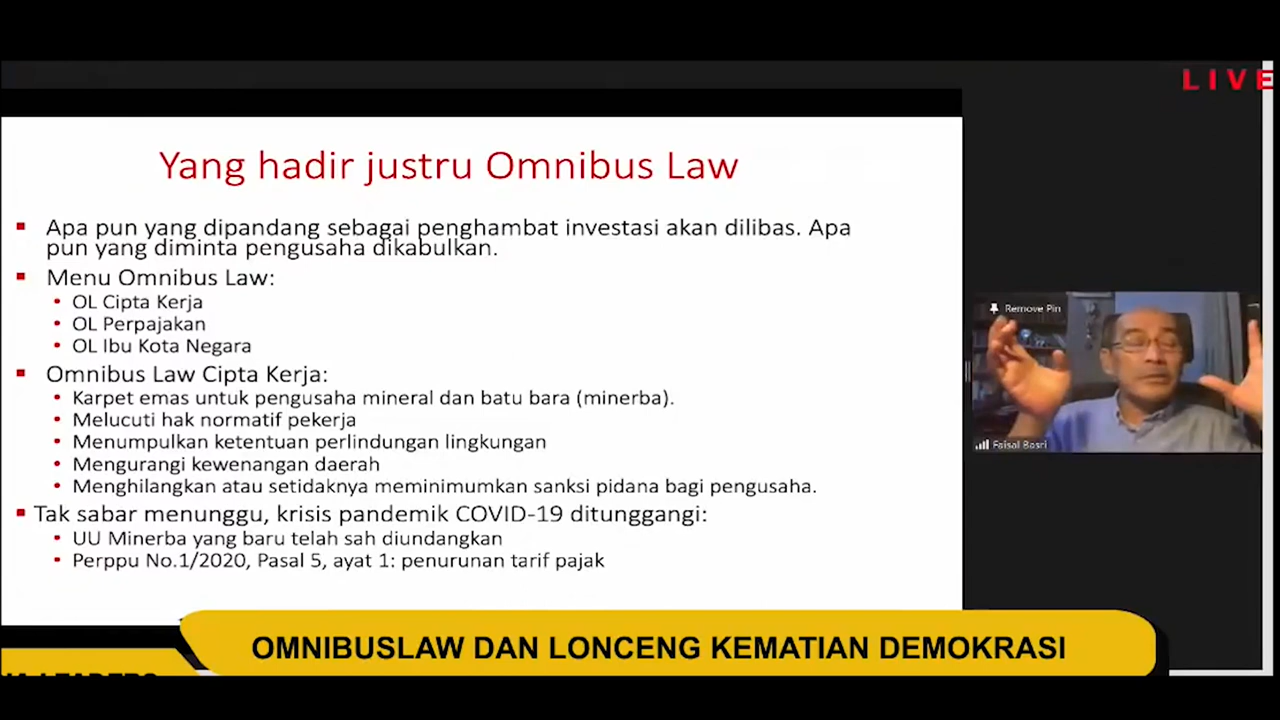 LIVE
Yang hadir justru Omnibus Law
Apa pun yang dipandang sebagai penghambat investasi akan dilibas. Apa
pun yang diminta pengusaha dikabulkan.
Menu Omnibus Law:
• OL Cipta Kerja
• OL Perpajakan
• OL Ibu Kota Negara
Omnibus Law Cipta Kerja:
• Karpet emas untuk pengusaha mineral dan batu bara (minerba).
• Melucuti hak normatif pekerja
• Menumpulkan ketentuan perlindungan lingkungan
• Mengurangi kewenangan daerah
• Menghilangkan atau setidaknya meminimumkan sanksi pidana bagi pengusaha.
Tak sabar menunggu, krisis pandemik COVID-19 ditunggangi:
• UU Minerba yang baru telah sah diundangkan
• Perppu No.1/2020, Pasal 5, ayat 1: penurunan tarif pajak
Remove Pin
Faisal Basri
OMNIBUSLAW DAN LONCENG KEMATIAN DEMOKRASI
LEADERS